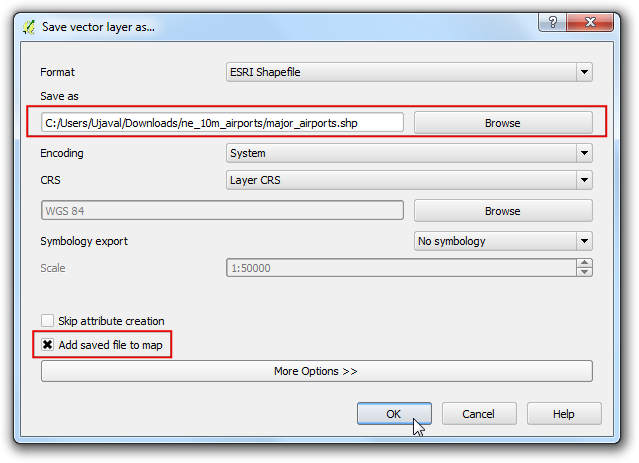 Save vector layer as...
?
Format
ESRI Shapefile
Save as
C:/Users/Ujaval/Downloads/ne_10m_airports/major_airports.shp
Browse
Encoding
System
CRS
Layer CRS
WGS 84
Browse
Symbology export
No symbology
Scale
1:50000
Skip attribute creation
Add saved file to map
More Options >>
OK
Cancel
Help